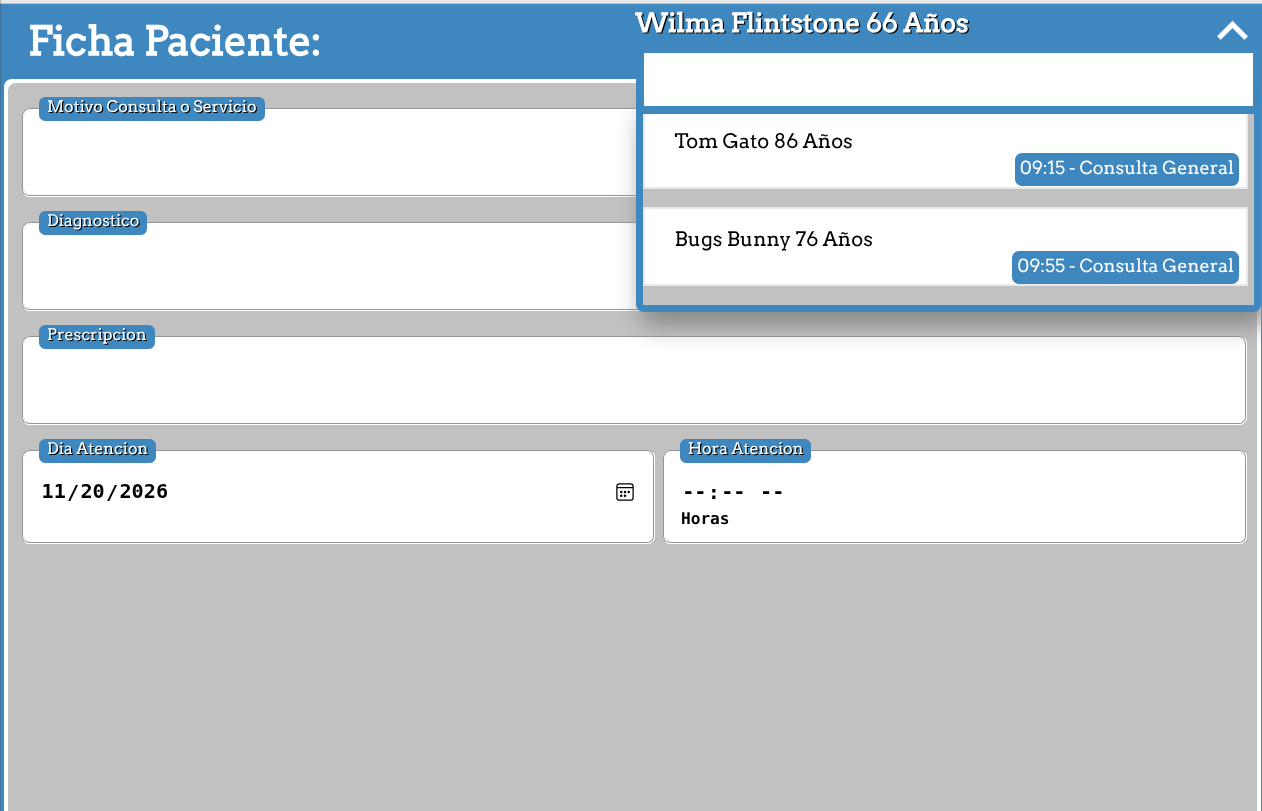 Ficha Paciente:
Wilma Flintstone 66 Años
Tom Gato 86 Años
09:15 - Consulta General
Bugs Bunny 76 Años
09:55 - Consulta General
Motivo Consulta o Servicio
Diagnostico
Prescripcion
Dia Atencion
11/20/2026
Hora Atencion
--:-- --
Horas